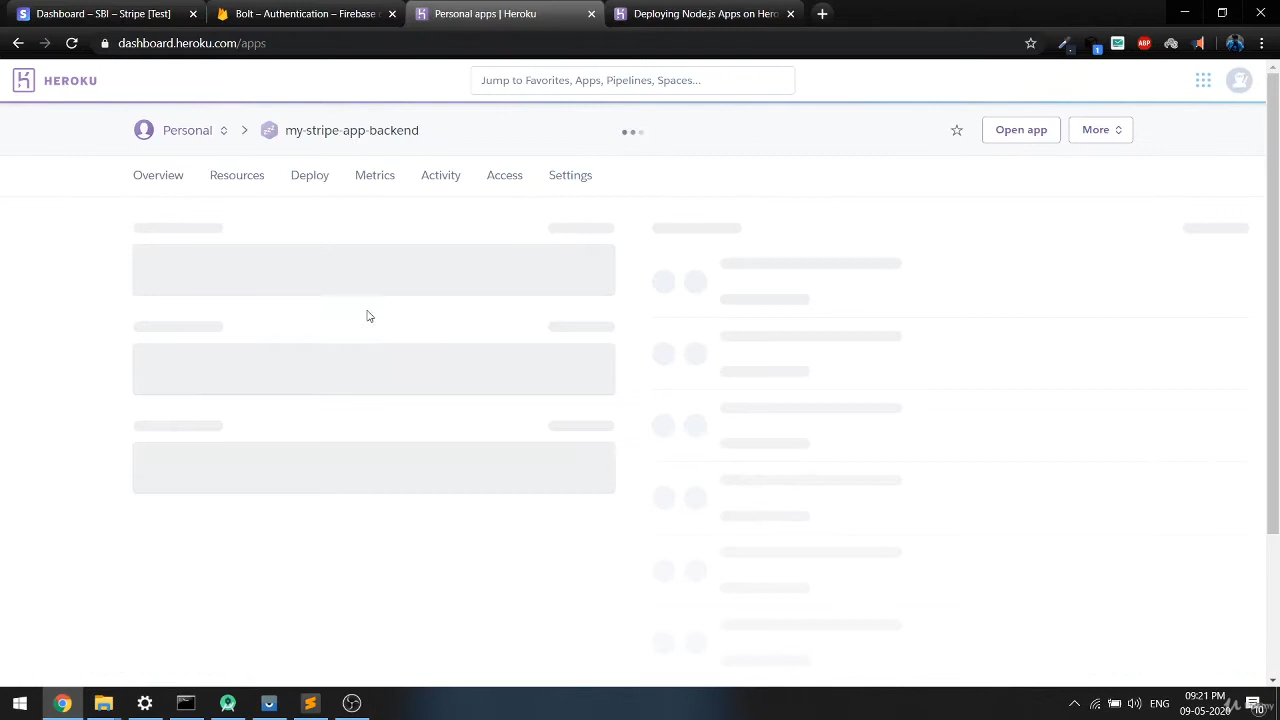 Dashboard – SBI – Stripe [Test]
Bolt – Authentication – Firebase c
Personal apps | Heroku
Deploying Node.js Apps on Hero
dashboard.heroku.com/apps
HEROKU
Jump to Favorites, Apps, Pipelines, Spaces...
Personal
my-stripe-app-backend
Open app
More
Overview
Resources
Deploy
Metrics
Activity
Access
Settings
ENG
09:21 PM
09-05-2020